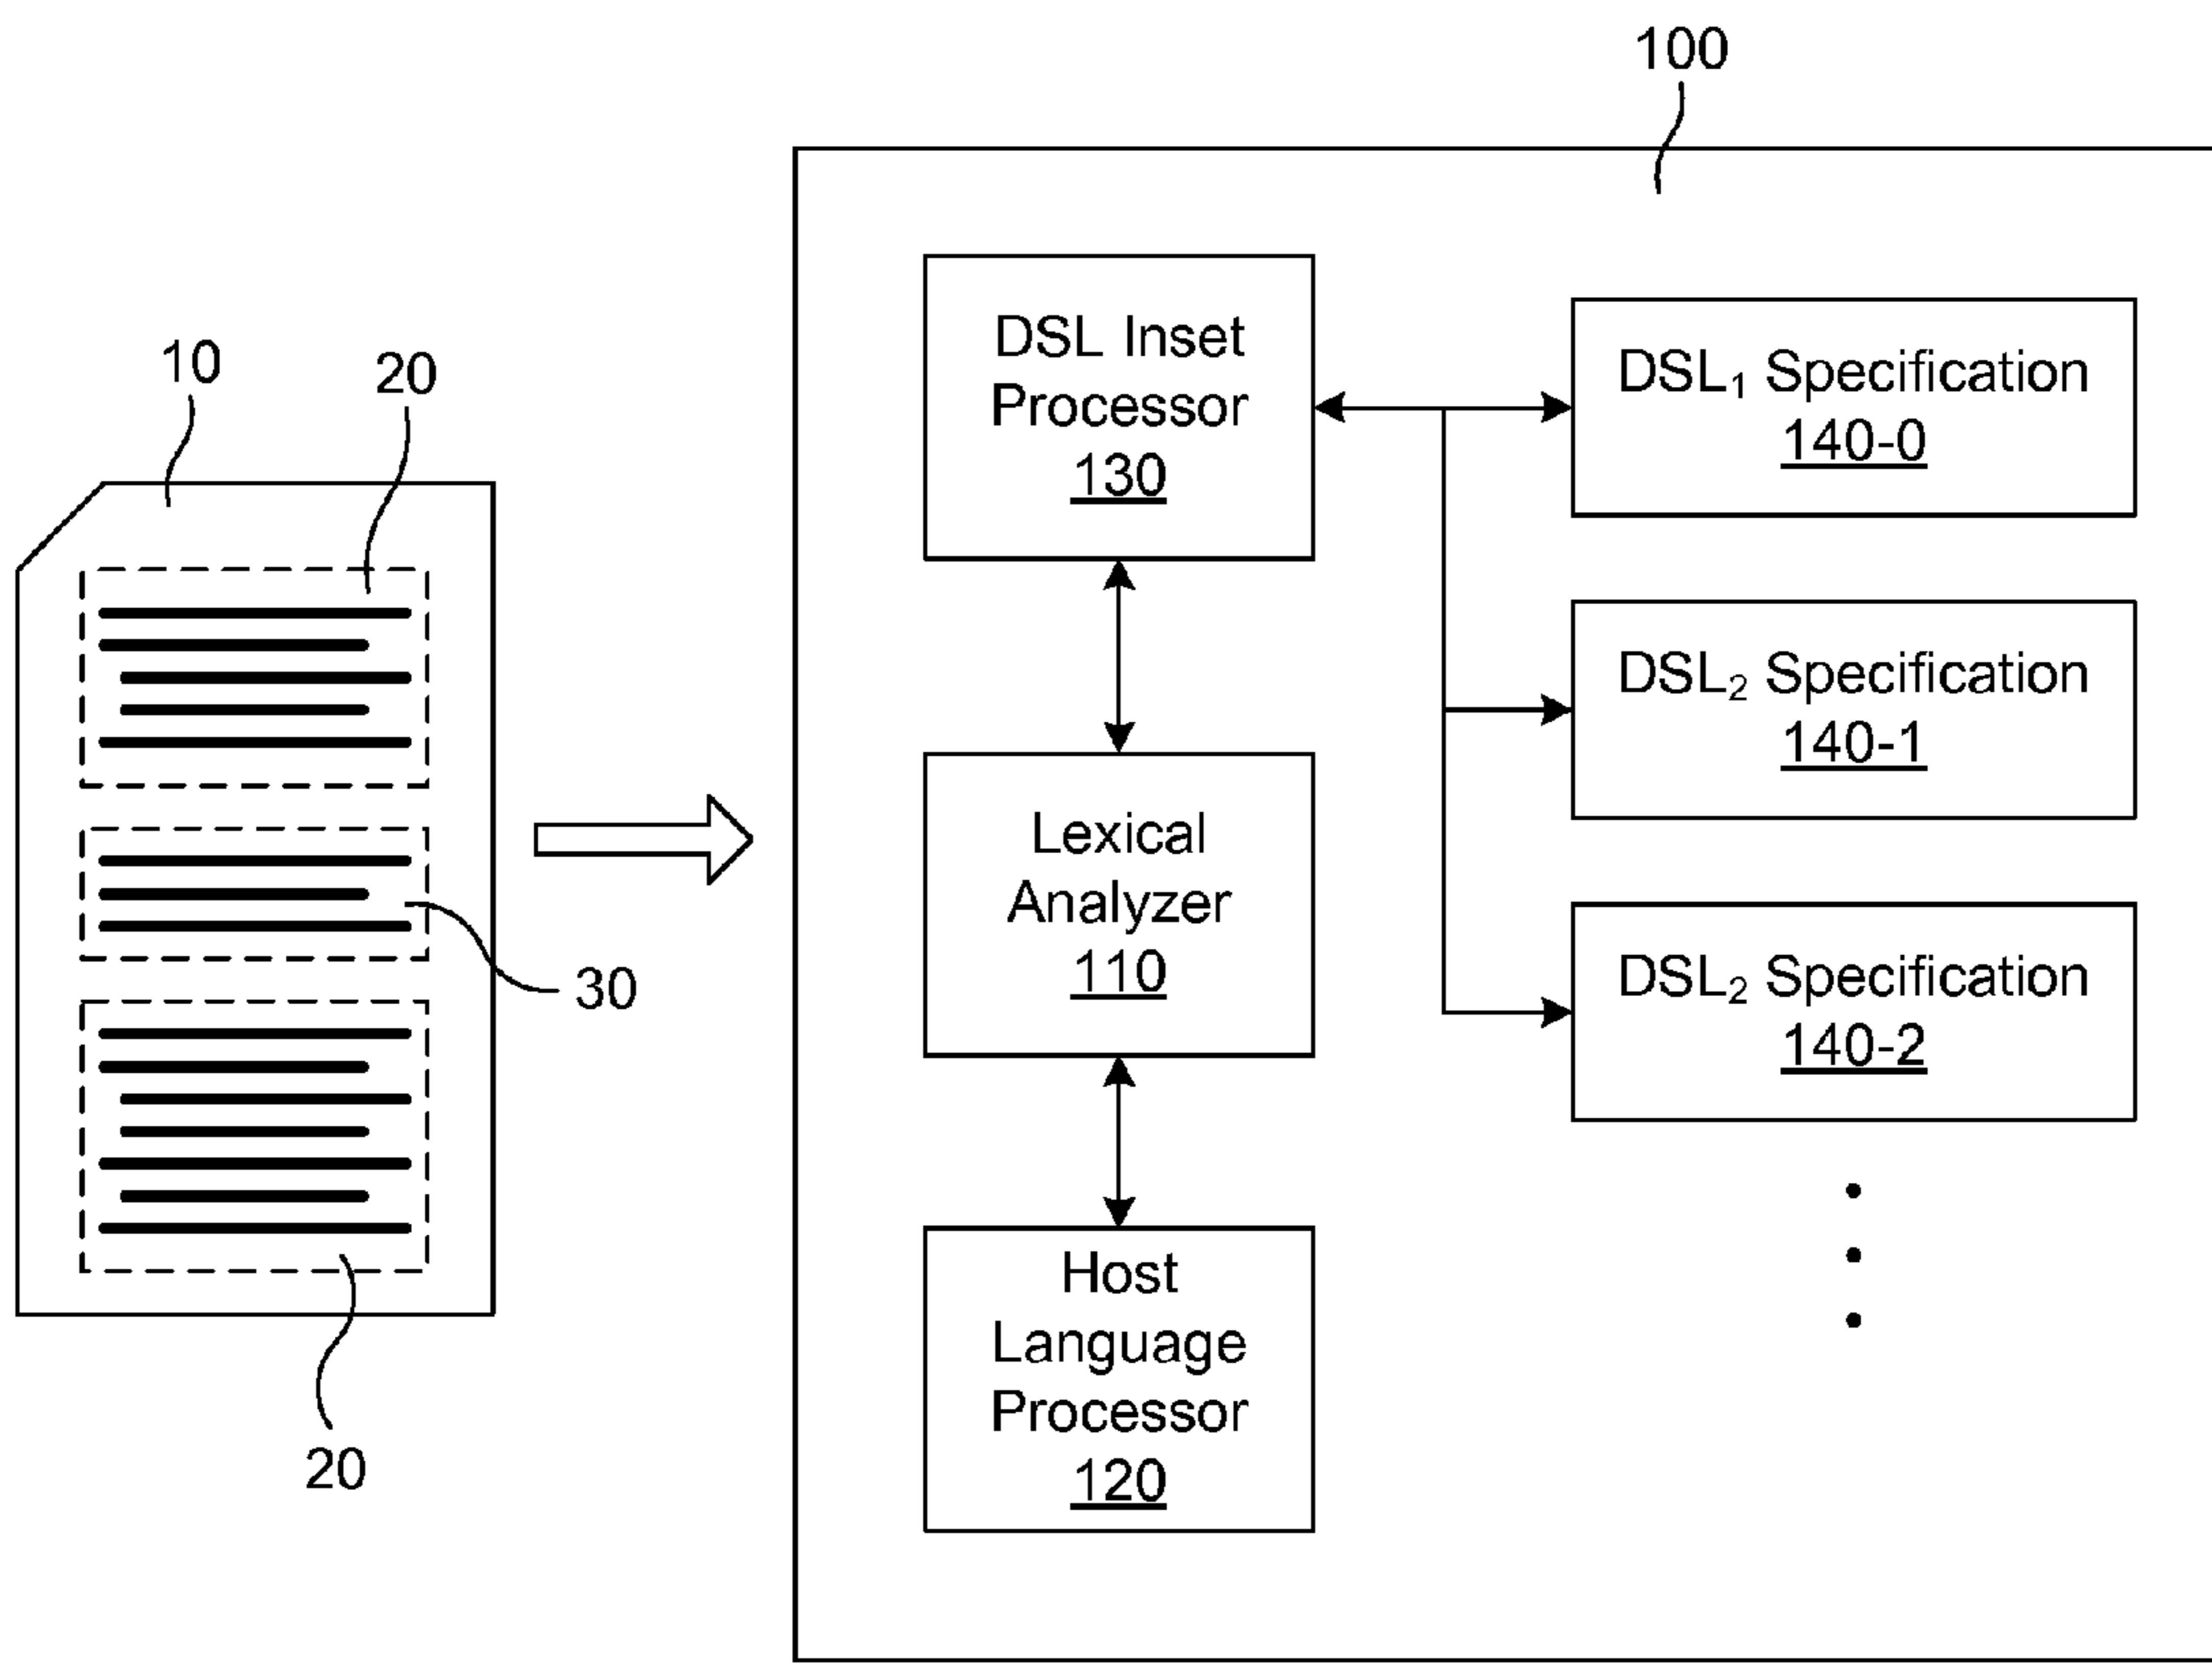 100
10
20
30
20
DSL Inset
Processor
130
DSL₁ Specification
140-0
DSL₂ Specification
140-1
Lexical
Analyzer
110
DSL₂ Specification
140-2
Host
Language
Processor
120